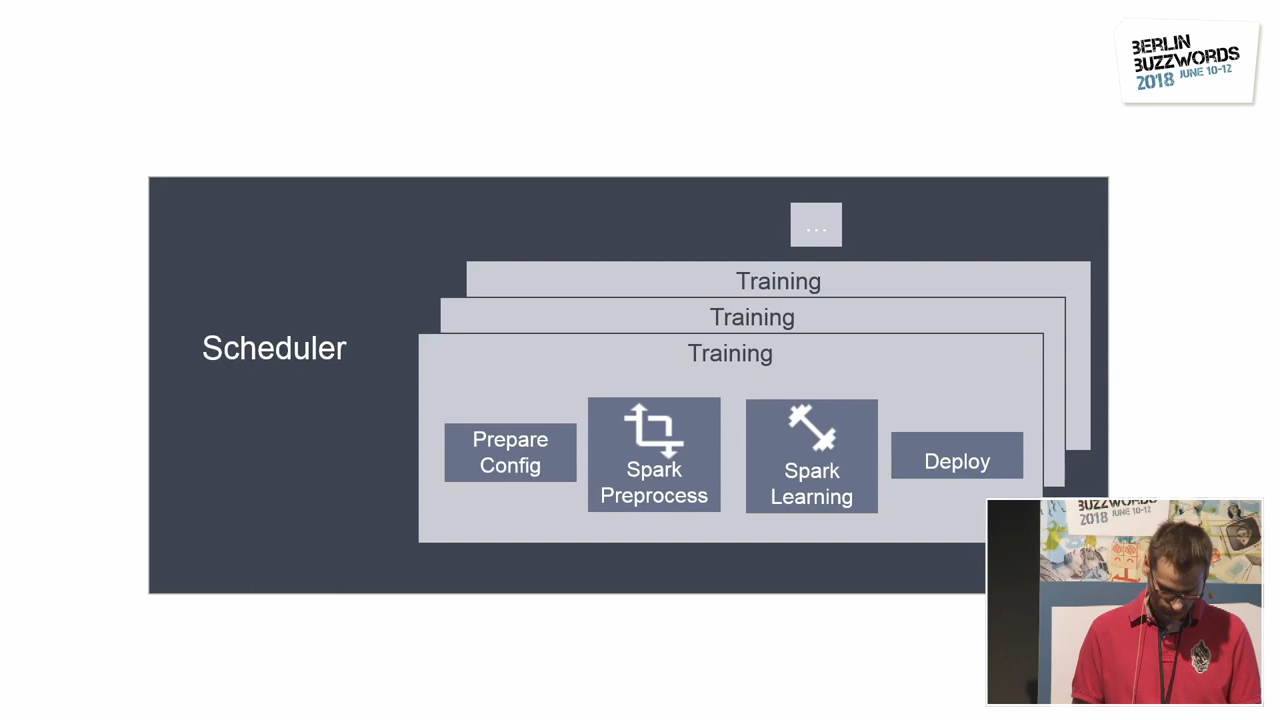 BERLIN
BUZZWORDS
2018 JUNE 10-12
...
Training
Training
Training
Scheduler
Prepare
Config
Spark
Preprocess
Spark
Learning
Deploy
BUZZWORDS
2018 JUNE 10-12